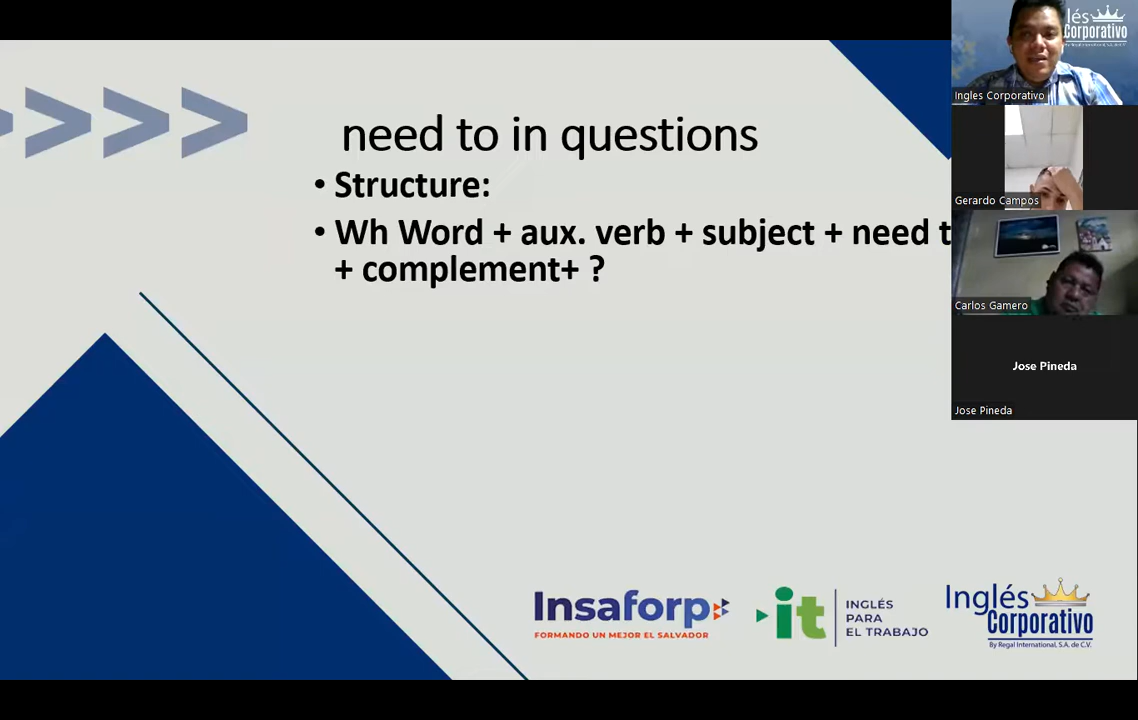 need to in questions
• Structure:
• Wh Word + aux. verb + subject + need t
+ complement+ ?
lés
Corporativo
Ingles Corporativo
Gerardo Campos
Carlos Gamero
Jose Pineda
Jose Pineda
Insaforp
FORMANDO UN MEJOR EL SALVADOR
it
INGLÉS
PARA
EL TRABAJO
Inglés
Corporativo
By Regal International, S.A. de C.V.